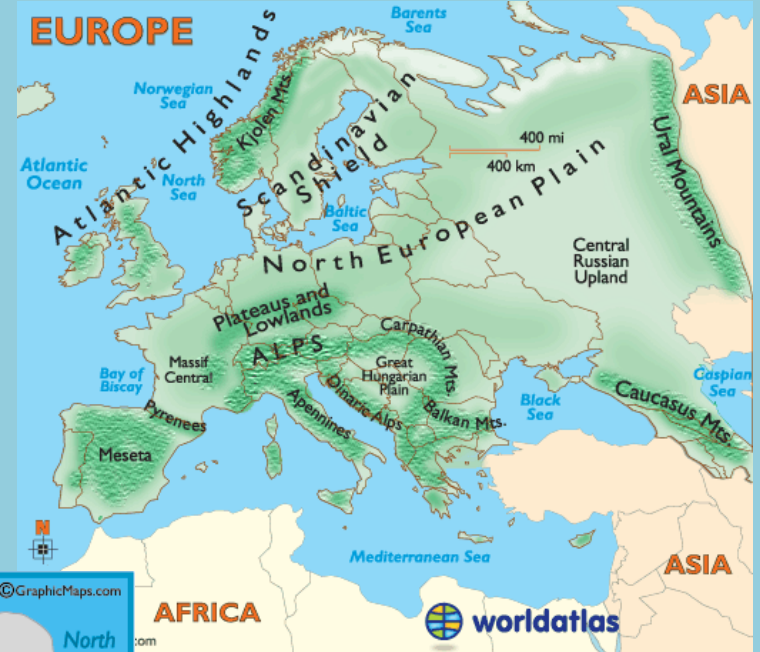 EUROPE
Barents
Sea
Norwegian
Sea
ASIA
Atlantic Highlands
Kjolen Mts.
Scandinavian
Shield
400 mi
400 km
Ural Mountains
Atlantic
Ocean
North
Sea
Baltic
Sea
North European Plain
Central
Russian
Upland
Plateaus and
Lowlands
Carpathian Mts.
ALPS
Massif
Central
Great
Hungarian
Plain
Bay of
Biscay
Caspian
Sea
Black
Sea
Caucasus Mts.
Pyrenees
Apennines
Dinaric Alps
Balkan Mts.
Meseta
N
Mediterranean Sea
ASIA
©GraphicMaps.com
AFRICA
worldatlas
North
:om